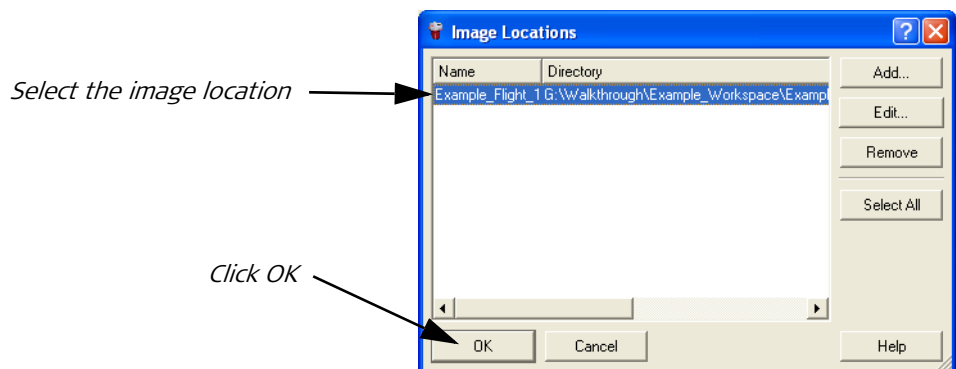 Image Locations
Name Directory
Select the image location
Example_Flight_1 G:\Walkthrough\Example_Workspace\Exampl
Add...
Edit...
Remove
Select All
Click OK
OK Cancel Help